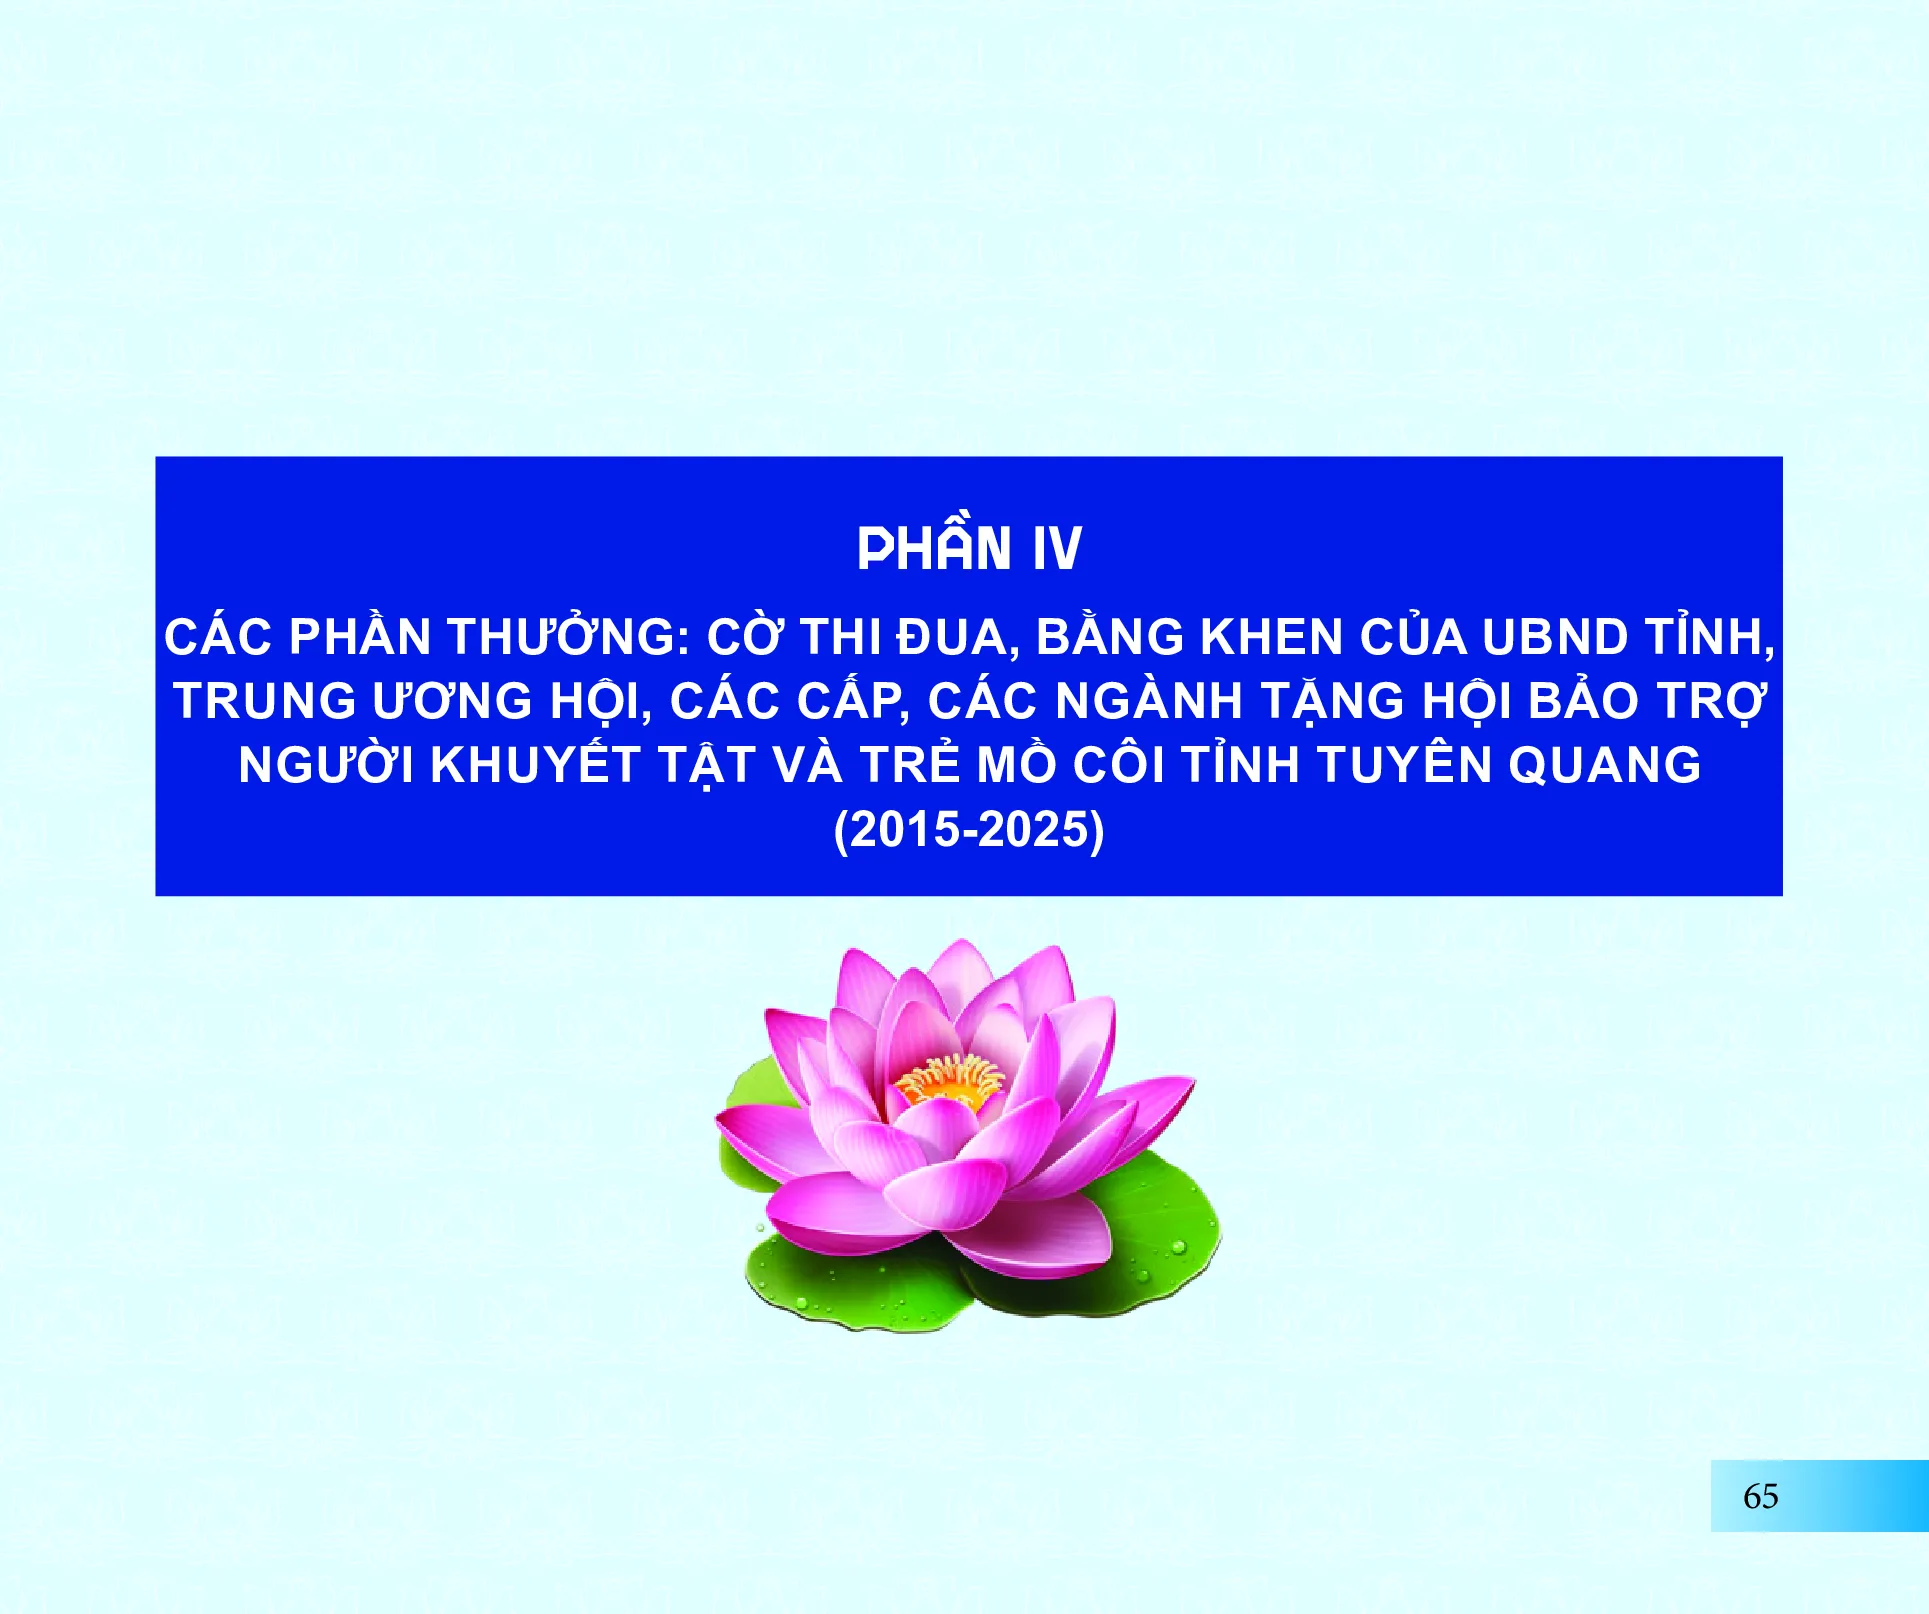 PHẦN IV
CÁC PHẦN THƯỞNG: CỜ THI ĐUA, BẰNG KHEN CỦA UBND TỈNH,
TRUNG ƯƠNG HỘI, CÁC CẤP, CÁC NGÀNH TẶNG HỘI BẢO TRỢ
NGƯỜI KHUYẾT TẬT VÀ TRẺ MỒ CÔI TỈNH TUYÊN QUANG
(2015-2025)
65